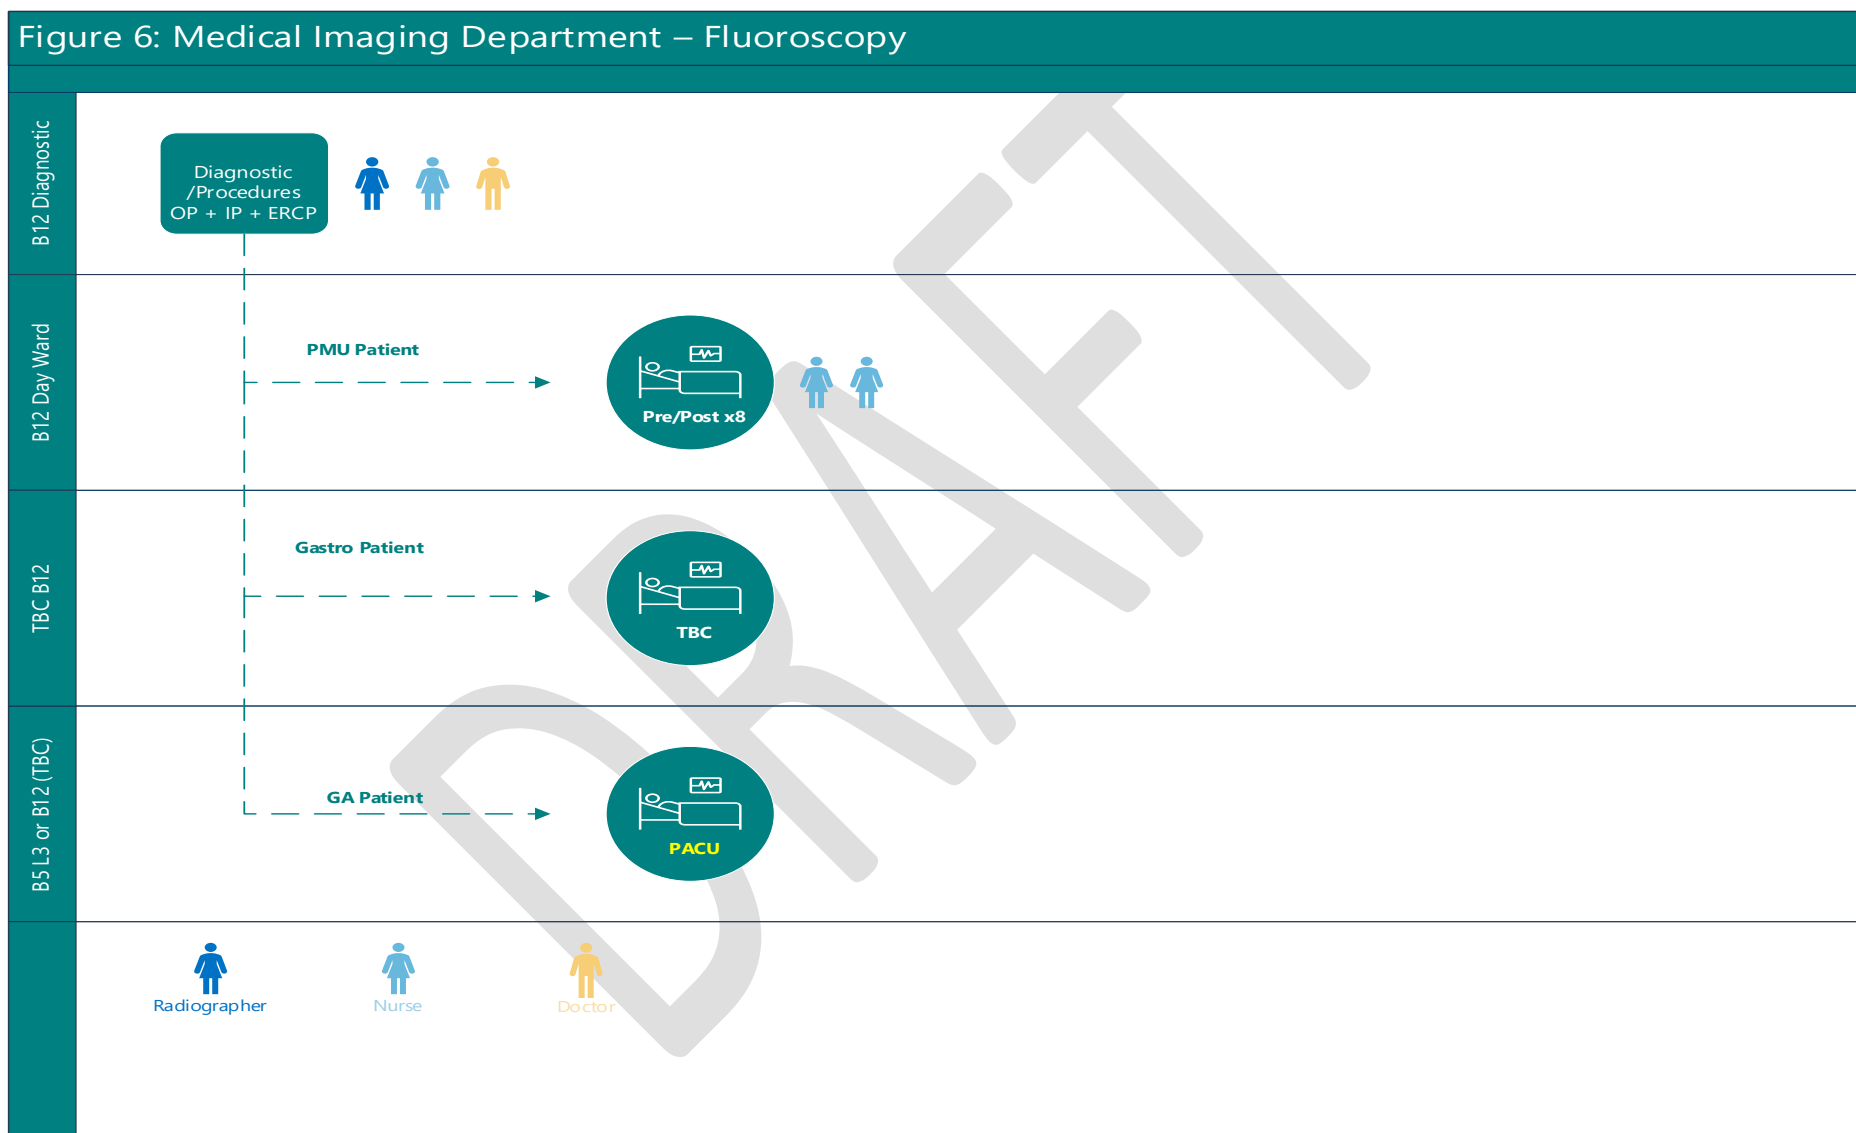 Figure 6: Medical Imaging Department – Fluoroscopy
B12 Diagnostic
Diagnostic
/Procedures
OP + IP + ERCP
B12 Day Ward
PMU Patient
Pre/Post x8
TBC B12
Gastro Patient
TBC
B5 L3 or B12 (TBC)
GA Patient
PACU
Radiographer
Nurse
Doctor
DRAFT